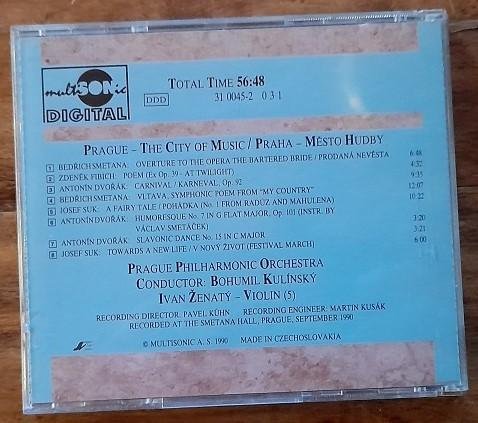 multiSONic
DIGITAL
TOTAL TIME 56:48
DDD 31 0045-2 0 3 1
PRAGUE – THE CITY OF MUSIC / PRAHA – MĚSTO HUDBY
1 BEDŘICH SMETANA: OVERTURE TO THE OPERA THE BARTERED BRIDE / PRODANÁ NEVĚSTA 6:48
2 ZDENĚK FIBICH: POEM (EX OP. 39 - AT TWILIGHT) 4:32
3 ANTONÍN DVOŘÁK: CARNIVAL / KARNEVAL, OP. 92 9:35
4 BEDŘICH SMETANA: VLTAVA, SYMPHONIC POEM FROM "MY COUNTRY" 12:07
5 JOSEF SUK: A FAIRY TALE / POHÁDKA (NO. 1 FROM RADÚZ AND MAHULENA) 10:22
6 ANTONÍN DVOŘÁK: HUMORESQUE NO. 7 IN G FLAT MAJOR, OP. 101 (INSTR. BY
VÁCLAV SMETÁČEK) 3:20
7 ANTONÍN DVOŘÁK: SLAVONIC DANCE NO. 15 IN C MAJOR 3:21
8 JOSEF SUK: TOWARDS A NEW LIFE / V NOVÝ ŽIVOT (FESTIVAL MARCH) 6:00
PRAGUE PHILHARMONIC ORCHESTRA
CONDUCTOR: BOHUMIL KULÍNSKÝ
IVAN ŽENATÝ – VIOLIN (5)
RECORDING DIRECTOR: PAVEL KÜHN RECORDING ENGINEER: MARTIN KUSÁK
RECORDED AT THE SMETANA HALL, PRAGUE, SEPTEMBER 1990
© MULTISONIC A. S. 1990 MADE IN CZECHOSLOVAKIA